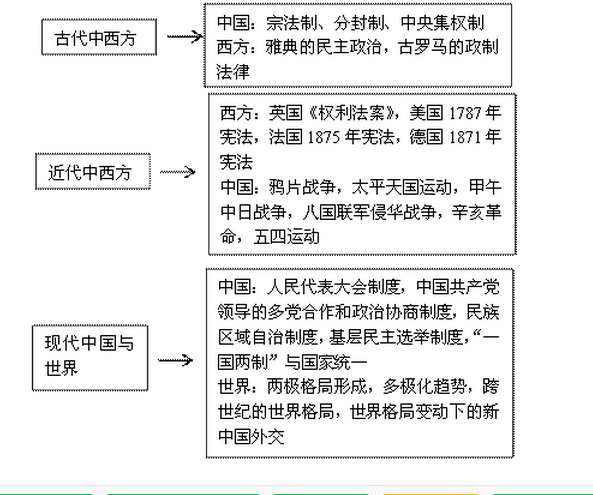 古代中西方
中国：宗法制、分封制、中央集权制
西方：雅典的民主政治，古罗马的政制
法律
近代中西方
西方：英国《权利法案》，美国 1787 年
宪法，法国 1875 年宪法，德国 1871 年
宪法
中国：鸦片战争，太平天国运动，甲午
中日战争，八国联军侵华战争，辛亥革
命，五四运动
现代中国与
世界
中国：人民代表大会制度，中国共产党
领导的多党合作和政治协商制度，民族
区域自治制度，基层民主选举制度，“一
国两制”与国家统一
世界：两极格局形成，多极化趋势，跨
世纪的世界格局，世界格局变动下的新
中国外交